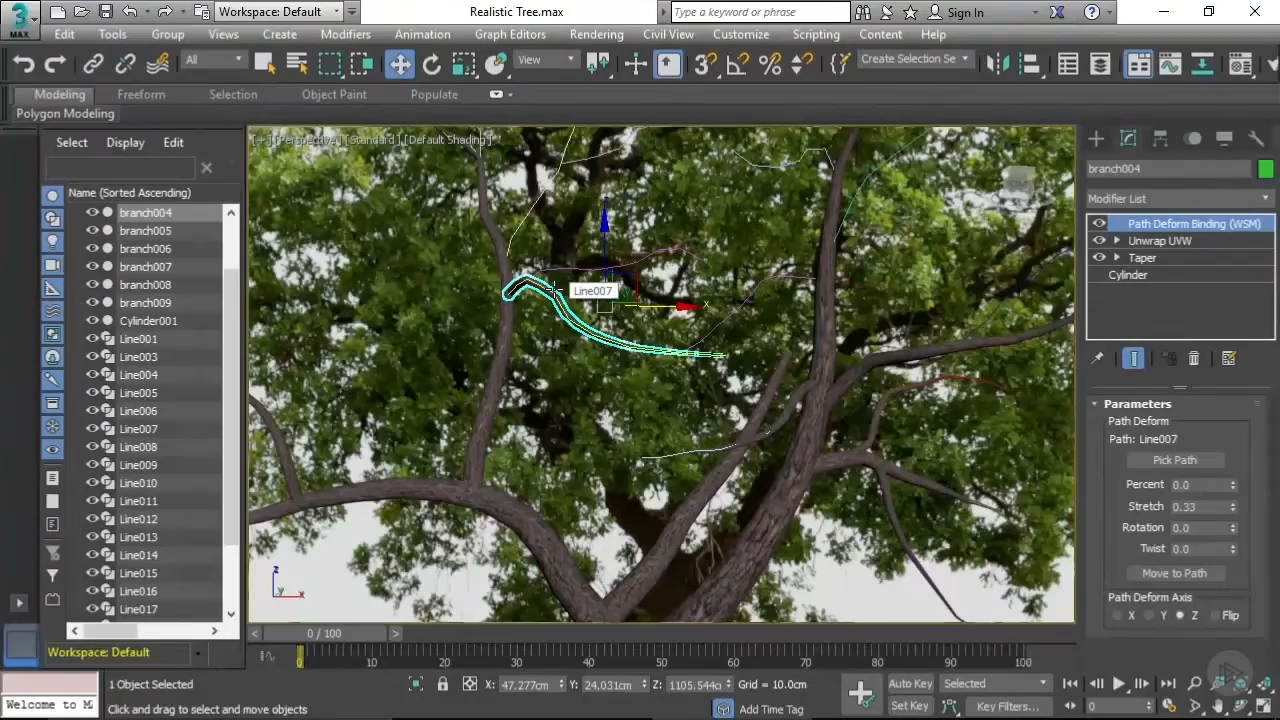 3
MAX
Workspace: Default
Realistic Tree.max
Type a keyword or phrase
Sign In
Edit Tools Group Views Create Modifiers Animation Graph Editors Rendering Civil View Customize Scripting Content Help
All
View
Create Selection Se
Modeling Freeform Selection Object Paint Populate
Polygon Modeling
Select Display Edit
Name (Sorted Ascending)
branch004
branch005
branch006
branch007
branch008
branch009
Cylinder001
Line001
Line003
Line004
Line005
Line006
Line007
Line008
Line009
Line010
Line011
Line012
Line013
Line014
Line015
Line016
Line017
Workspace: Default
[+] [Perspective] [Standard] [Default Shading]
Line007
x
z
y
x
branch004
Modifier List
Path Deform Binding (WSM)
Unwrap UVW
Taper
Cylinder
Parameters
Path Deform
Path: Line007
Pick Path
Percent 0.0
Stretch 0.33
Rotation 0.0
Twist 0.0
Move to Path
Path Deform Axis
X Y Z Flip
0 / 100
0 10 20 30 40 50 60 70 80 90 100
Welcome to M
1 Object Selected
Click and drag to select and move objects
X: 47.277cm Y: 24.031cm Z: 1105.544c
Grid = 10.0cm
Add Time Tag
Auto Key Selected
Set Key Key Filters...
0